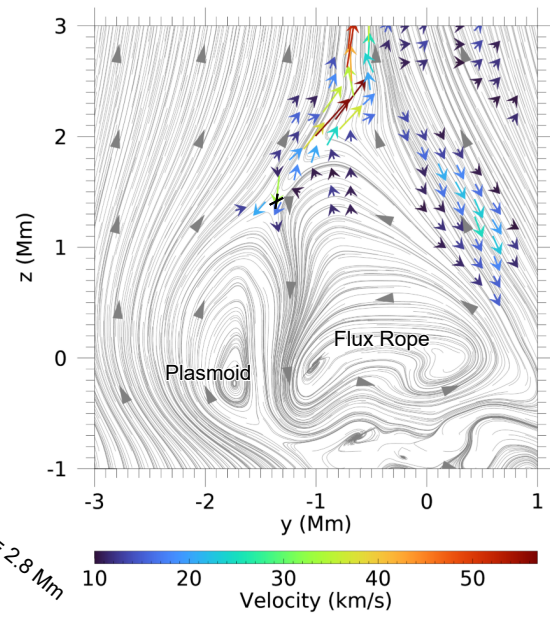 3
2
1
0
-1
z (Mm)
Flux Rope
Plasmoid
-3 -2 -1 0 1
y (Mm)
= 2.8 Mm
10 20 30 40 50
Velocity (km/s)